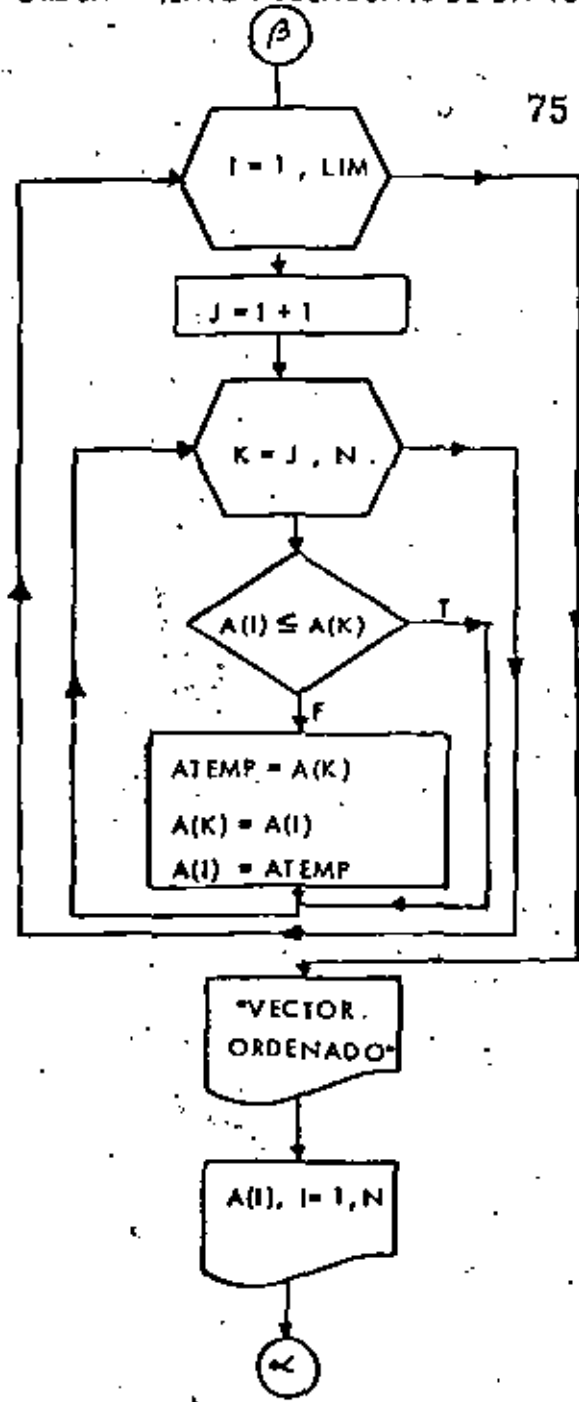 β
75
I = 1 , LIM
J = I + 1
K = J , N .
A(I) ≤ A(K)
T
F
ATEMP = A(K)
A(K) = A(I)
A(I) = ATEMP
"VECTOR.
ORDENADO"
A(I), I = 1, N
α